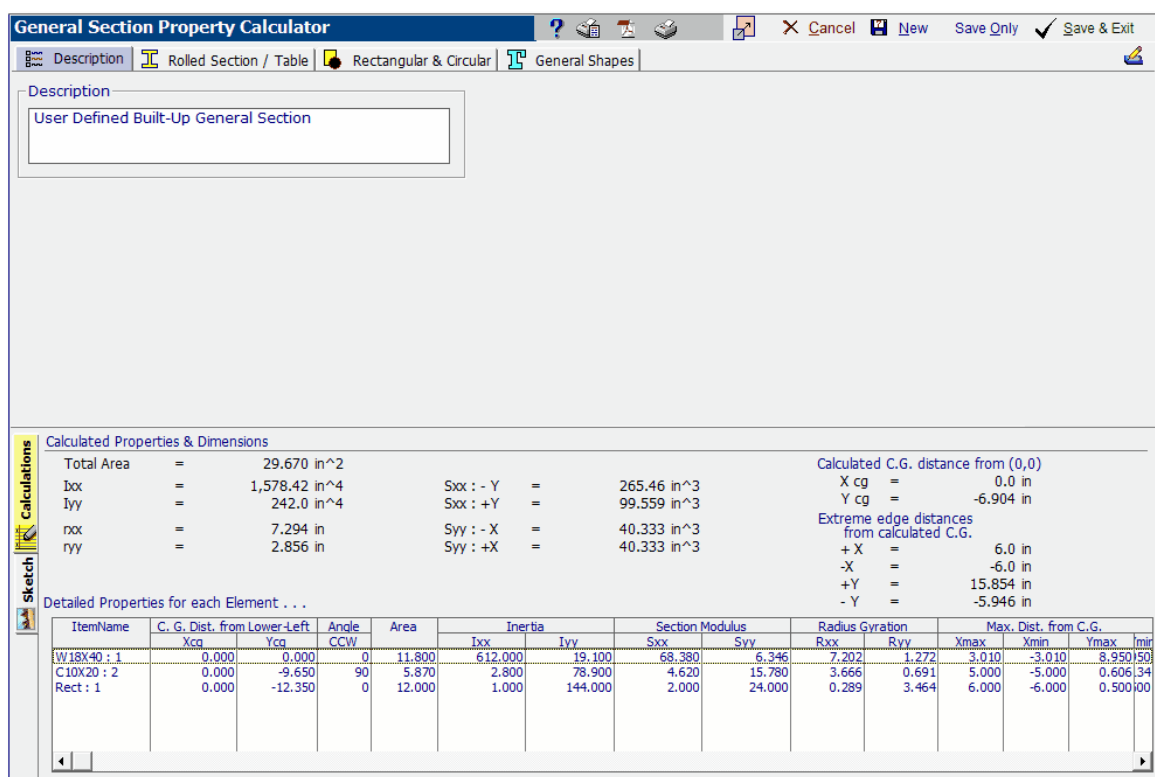 General Section Property Calculator ? Cancel New Save Only Save & Exit
Description Rolled Section / Table Rectangular & Circular General Shapes
Description
User Defined Built-Up General Section
Calculations
Sketch
Calculated Properties & Dimensions
Total Area = 29.670 in^2
Ixx = 1,578.42 in^4
Iyy = 242.0 in^4
rxx = 7.294 in
ryy = 2.856 in
Sxx : - Y = 265.46 in^3
Sxx : +Y = 99.559 in^3
Syy : - X = 40.333 in^3
Syy : +X = 40.333 in^3
Calculated C.G. distance from (0,0)
X cg = 0.0 in
Y cg = -6.904 in
Extreme edge distances
from calculated C.G.
+ X = 6.0 in
-X = -6.0 in
+Y = 15.854 in
- Y = -5.946 in
Detailed Properties for each Element . . .
ItemName C. G. Dist. from Lower-Left Angle Area Inertia Section Modulus Radius Gyration Max. Dist. from C.G.
Xcg Ycg CCW Ixx Iyy Sxx Syy Rxx Ryy Xmax Xmin Ymax
W18X40 : 1 0.000 0.000 0 11.800 612.000 19.100 68.380 6.346 7.202 1.272 3.010 -3.010 8.950 50
C10X20 : 2 0.000 -9.650 90 5.870 2.800 78.900 4.620 15.780 3.666 0.691 5.000 -5.000 0.606 .34
Rect : 1 0.000 -12.350 0 12.000 1.000 144.000 2.000 24.000 0.289 3.464 6.000 -6.000 0.500 00